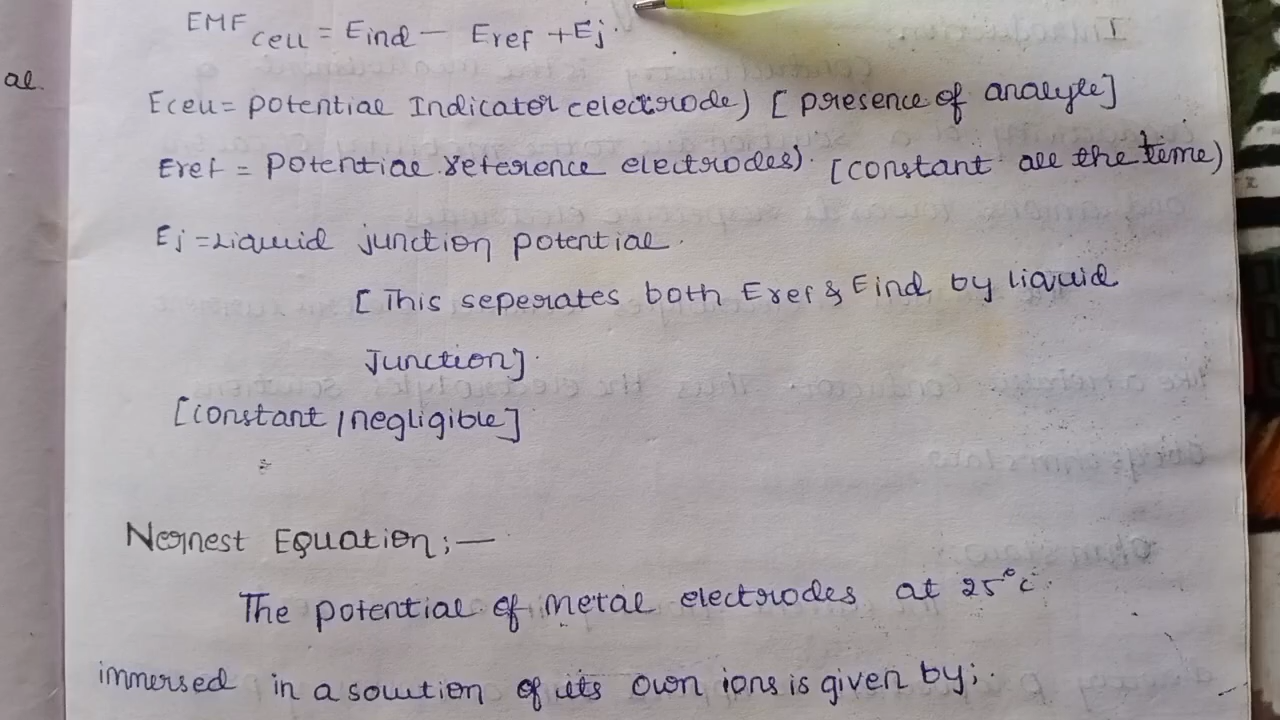 EMF cell = Eind - Eref + Ej.
al.
Ecell = potential Indicator celectrode) [presence of analyte]
Eref = potential reference electrodes). [constant all the time)
Ej = Liquid junction potential.
[This seperates both Eref & Eind by liquid
Junction].
[constant / negligible]
Nernest Equation; —
The potential of metal electrodes at 25°c.
immersed in a solution of its own ions is given by;.